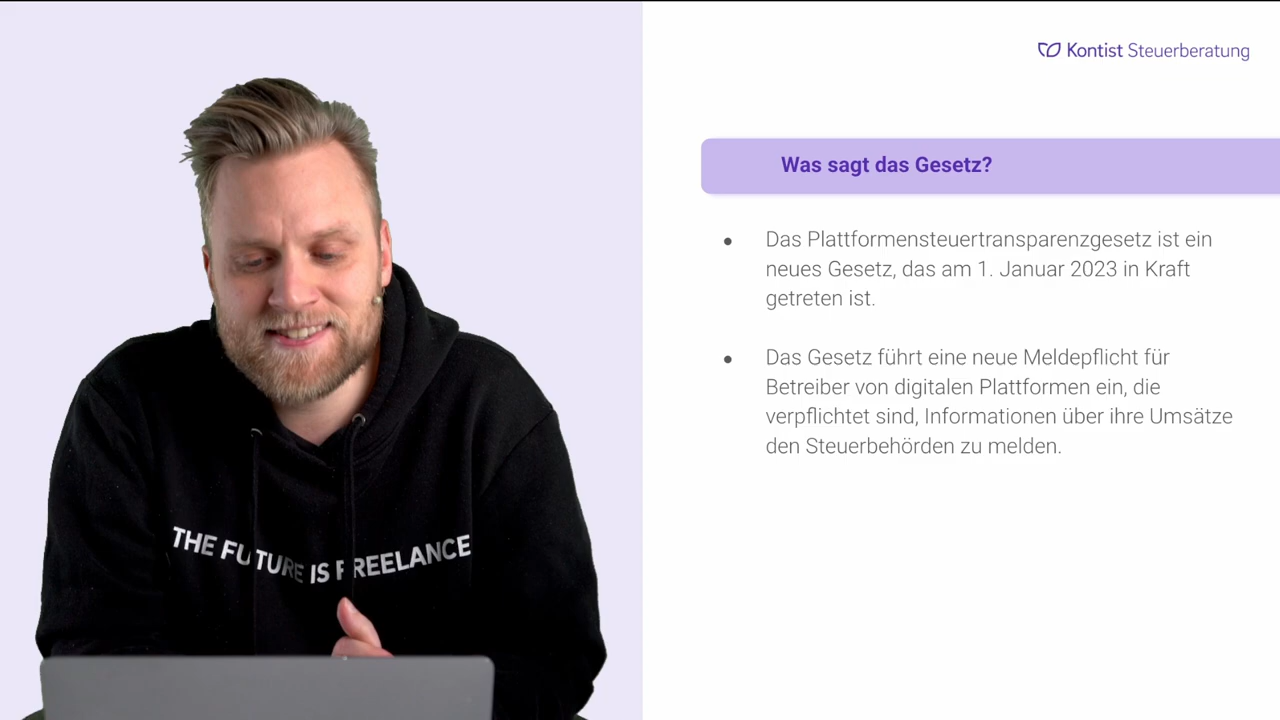 Kontist Steuerberatung
Was sagt das Gesetz?
Das Plattformensteuertransparenzgesetz ist ein
neues Gesetz, das am 1. Januar 2023 in Kraft
getreten ist.
Das Gesetz führt eine neue Meldepflicht für
Betreiber von digitalen Plattformen ein, die
verpflichtet sind, Informationen über ihre Umsätze
den Steuerbehörden zu melden.
THE FUTURE IS FREELANCE